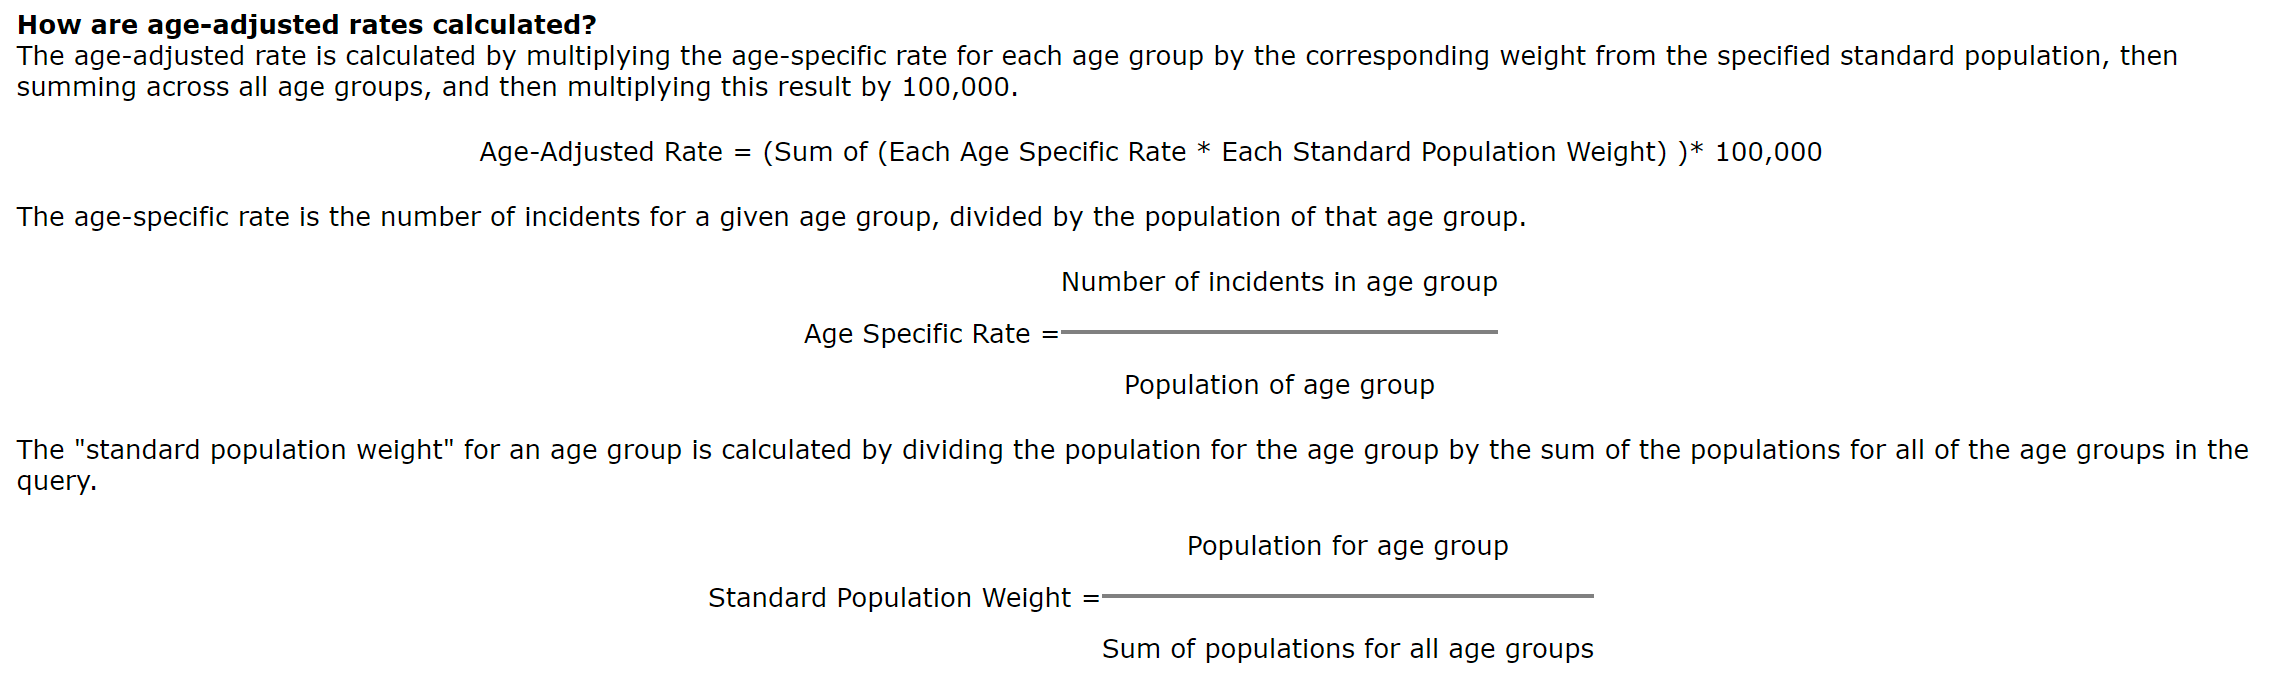 How are age-adjusted rates calculated?
The age-adjusted rate is calculated by multiplying the age-specific rate for each age group by the corresponding weight from the specified standard population, then
summing across all age groups, and then multiplying this result by 100,000.
Age-Adjusted Rate = (Sum of (Each Age Specific Rate * Each Standard Population Weight) )* 100,000
The age-specific rate is the number of incidents for a given age group, divided by the population of that age group.
Number of incidents in age group
Age Specific Rate =
Population of age group
The "standard population weight" for an age group is calculated by dividing the population for the age group by the sum of the populations for all of the age groups in the
query.
Population for age group
Standard Population Weight =
Sum of populations for all age groups